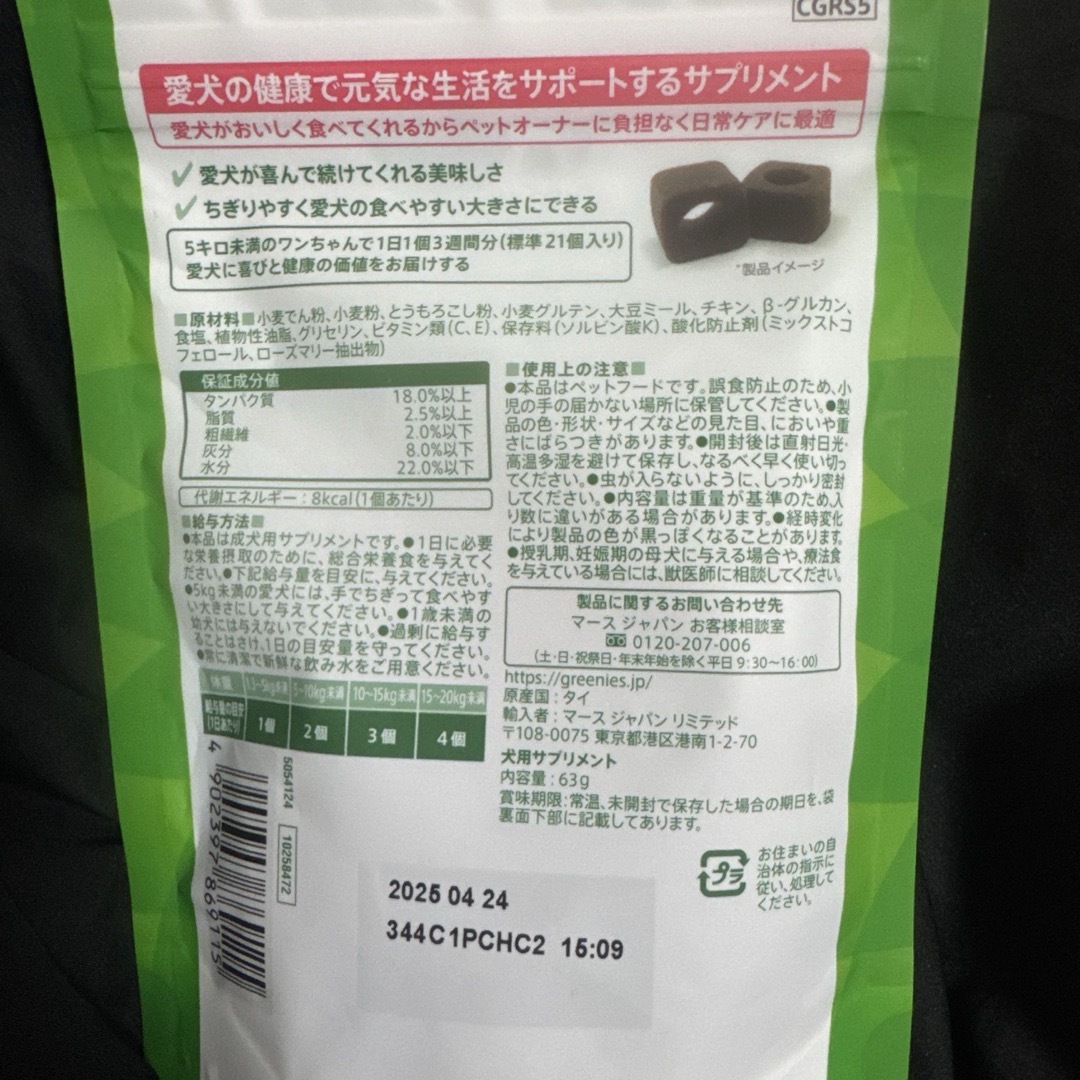 CGRS5
愛犬の健康で元気な生活をサポートするサプリメント
愛犬がおいしく食べてくれるからペットオーナーに負担なく日常ケアに最適
✓ 愛犬が喜んで続けてくれる美味しさ
✓ ちぎりやすく愛犬の食べやすい大きさにできる
5キロ未満のワンちゃんで1日1個3週間分(標準21個入り)
愛犬に喜びと健康の価値をお届けする
*製品イメージ
■原材料■小麦でん粉、小麦粉、とうもろこし粉、小麦グルテン、大豆ミール、チキン、β-グルカン、
食塩、植物性油脂、グリセリン、ビタミン類(C、E)、保存料(ソルビン酸K)、酸化防止剤(ミックストコ
フェロール、ローズマリー抽出物)
保証成分値
タンパク質 18.0%以上
脂質 2.5%以上
粗繊維 2.0%以下
灰分 8.0%以下
水分 22.0%以下
代謝エネルギー:8kcal(1個あたり)
■給与方法■
●本品は成犬用サプリメントです。●1日に必要
な栄養摂取のために、総合栄養食を与えてく
ださい。●下記給与量を目安に、与えてください。
●5kg未満の愛犬には、手でちぎって食べやす
い大きさにして与えてください。●1歳未満の
幼犬には与えないでください。●過剰に給与す
ることはさけ、1日の目安量を守ってください。
●常に清潔で新鮮な飲み水をご用意ください。
体重 1.3~5kg未満 5~10kg未満 10~15kg未満 15~20kg未満
給与量の目安
(1日あたり) 1個 2個 3個 4個
■使用上の注意■
●本品はペットフードです。誤食防止のため、小
児の手の届かない場所に保管してください。●製
品の色・形状・サイズなどの見た目、においや重
さにばらつきがあります。●開封後は直射日光・
高温多湿を避けて保存し、なるべく早く使い切っ
てください。●虫が入らないように、しっかり密封
してください。●内容量は重量が基準のため、入
り数に違いがある場合があります。●経時変化
により製品の色が黒っぽくなることがあります。
●授乳期、妊娠期の母犬に与える場合や、療法食
を与えている場合には、獣医師に相談してください。
製品に関するお問い合わせ先
マース ジャパン お客様相談室
0120-207-006
(土・日・祝祭日・年末年始を除く平日 9:30~16:00)
https://greenies.jp/
原産国:タイ
輸入者:マース ジャパン リミテッド
〒108-0075 東京都港区港南1-2-70
犬用サプリメント
内容量:63g
賞味期限:常温、未開封で保存した場合の期日を、袋
裏面下部に記載してあります。
プラ
お住まいの自
治体の指示に
従い、処理して
ください。
5054124
10258472
4 902397 869115
2025 04 24
344C1PCHC2 15:09